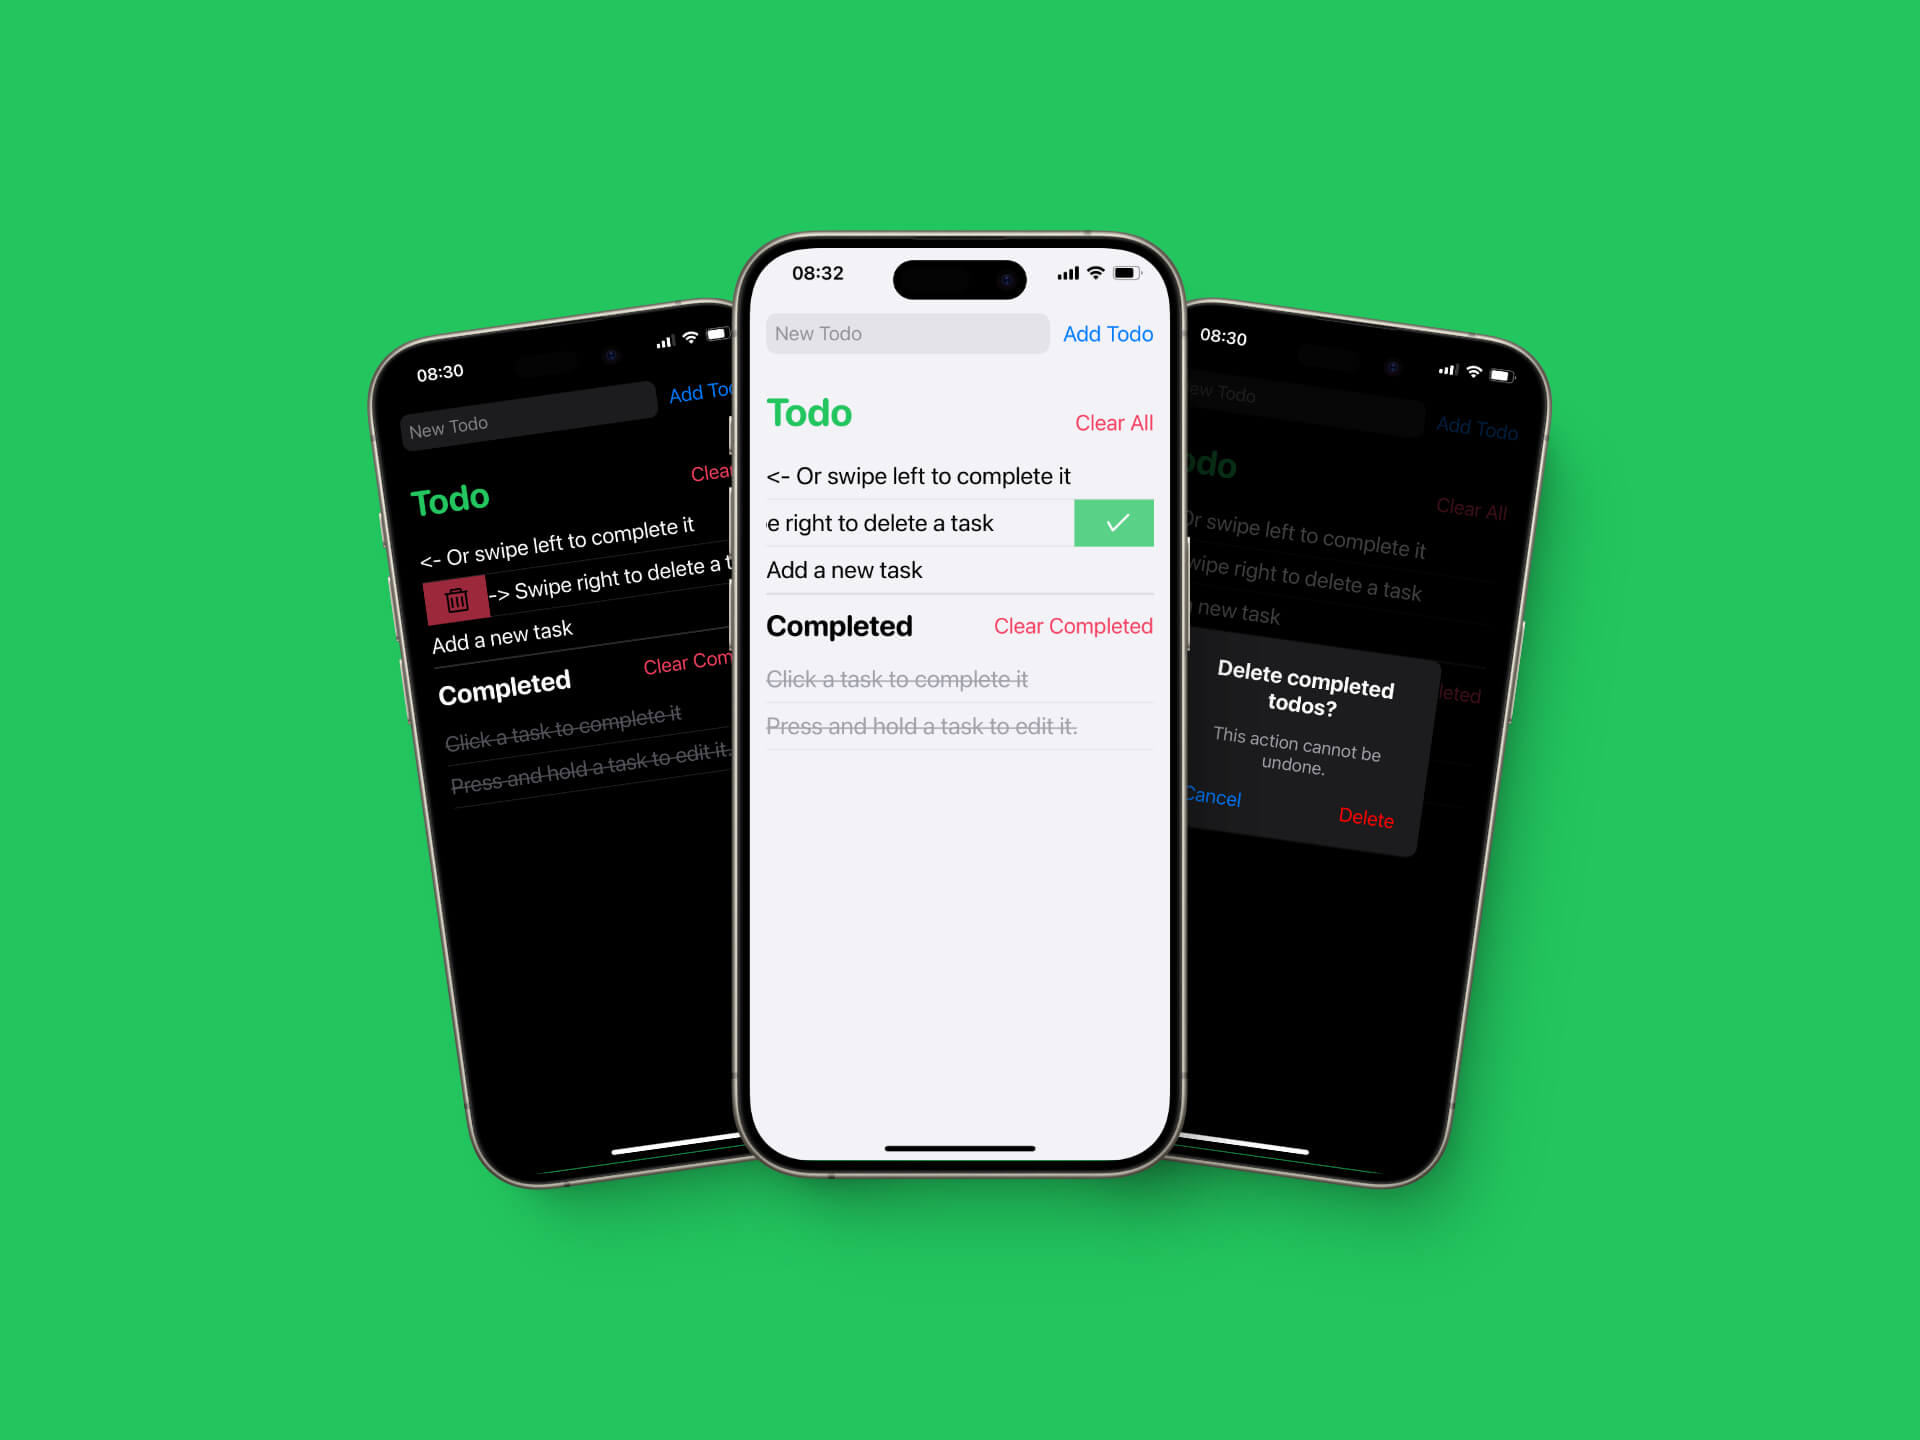 08:30
New Todo
Add Too
Todo
Clea
<- Or swipe left to complete it
-> Swipe right to delete a t
Add a new task
Completed
Clear Com
Click a task to complete it
Press and hold a task to edit it.
08:32
New Todo
Add Todo
Todo
Clear All
<- Or swipe left to complete it
e right to delete a task
Add a new task
Completed
Clear Completed
Click a task to complete it
Press and hold a task to edit it.
08:30
ew Todo
Add Todo
odo
Clear All
Or swipe left to complete it
wipe right to delete a task
new task
leted
Delete completed
todos?
This action cannot be
undone.
Cancel
Delete